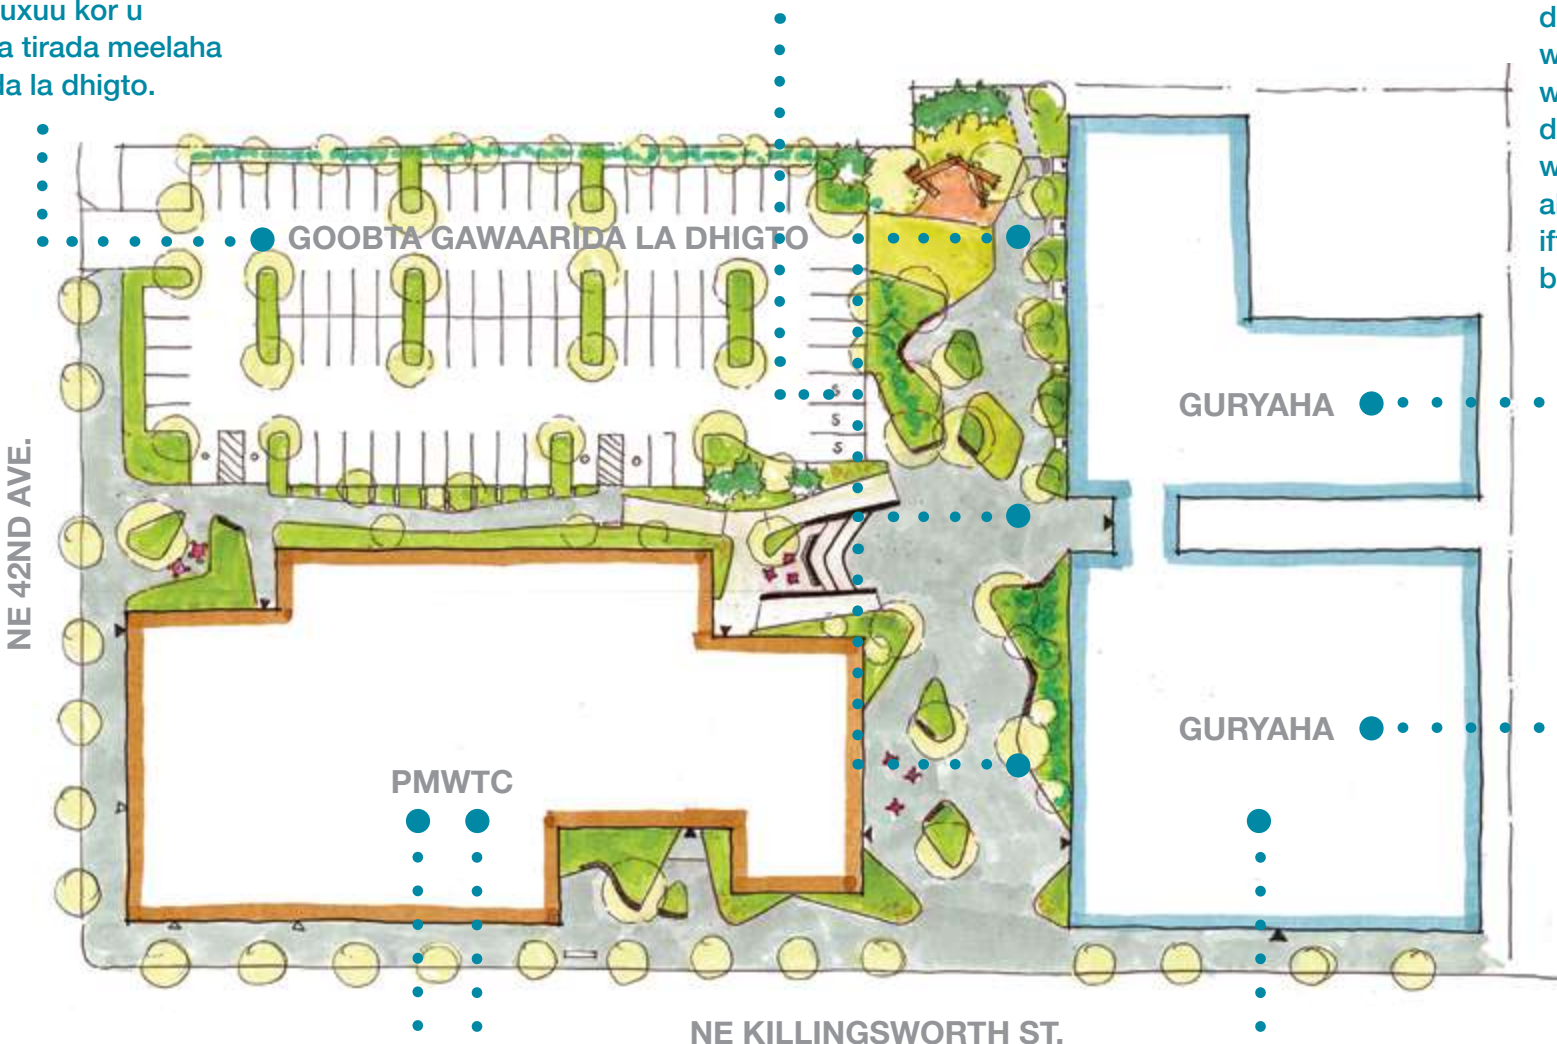 uxuu kor u
a tirada meelaha
la dhigto.
d
w
w
d
w
a
b
GOOBTA GAWAARIDA LA DHIGTO
S
S
S
GURYAHA
NE 42ND AVE.
GURYAHA
PMWTC
NE KILLINGSWORTH ST.